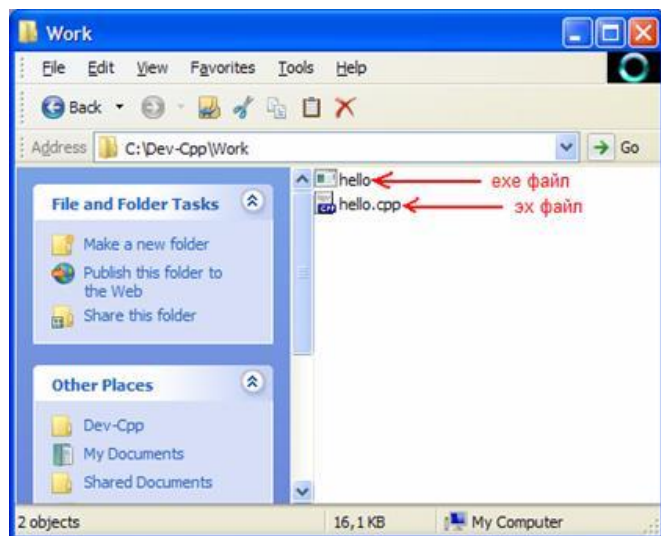 Work
File Edit View Favorites Tools Help
Back
Address C:\Dev-Cpp\Work Go
File and Folder Tasks
Make a new folder
Publish this folder to
the Web
Share this folder
Other Places
Dev-Cpp
My Documents
Shared Documents
hello exe файл
CPP hello.cpp эх файл
2 objects 16,1 KB My Computer